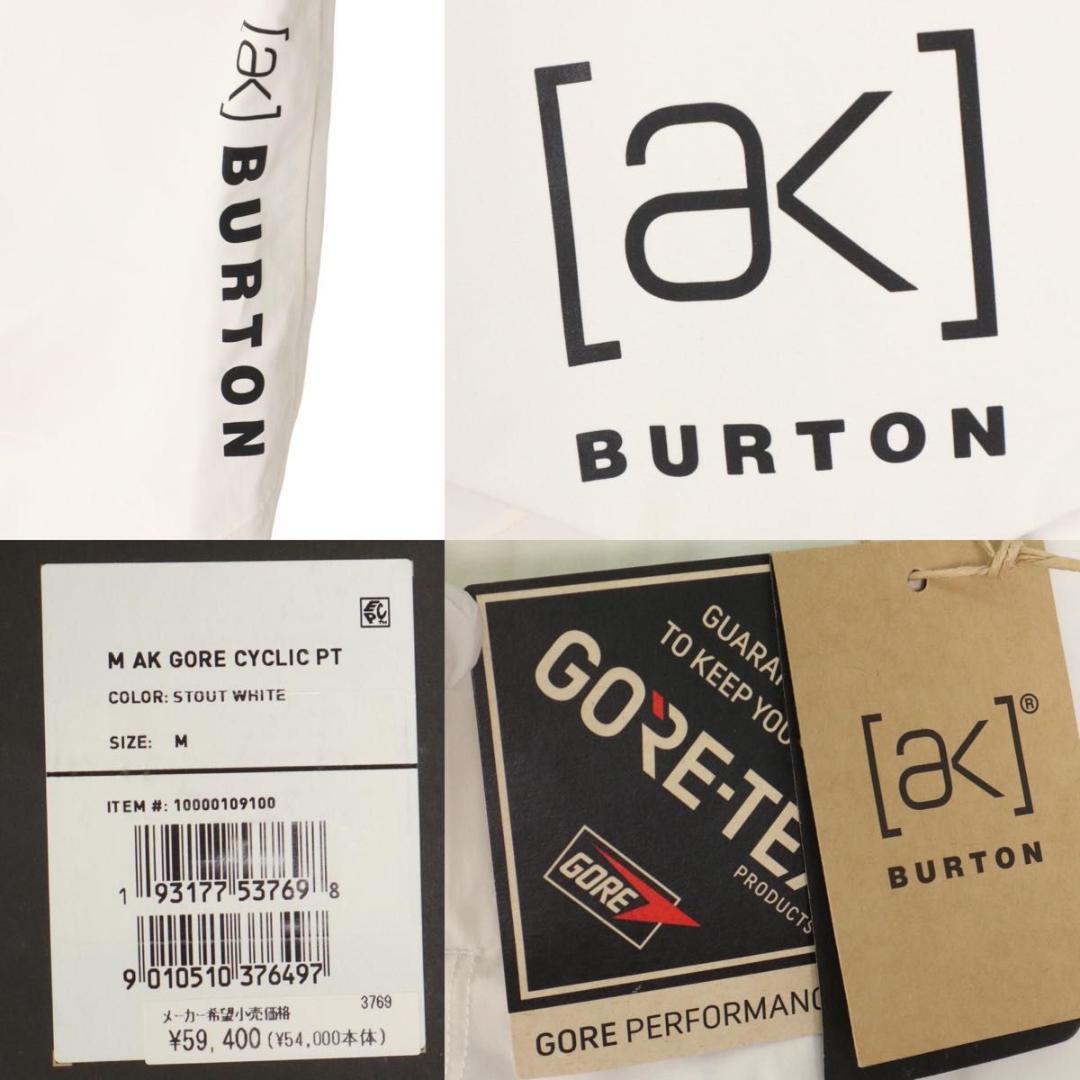 [ak] BURTON
[ak]
BURTON
EPC™
M AK GORE CYCLIC PT
COLOR: STOUT WHITE
SIZE: M
ITEM #: 10000109100
1 93177 53769 8
9 010510 376497
3769
メーカー希望小売価格
¥59,400 (¥54,000本体)
GUARAN
TO KEEP YOU
GORE-TEX
PRODUCTS
GORE
GORE PERFORMANC
[ak]®
BURTON